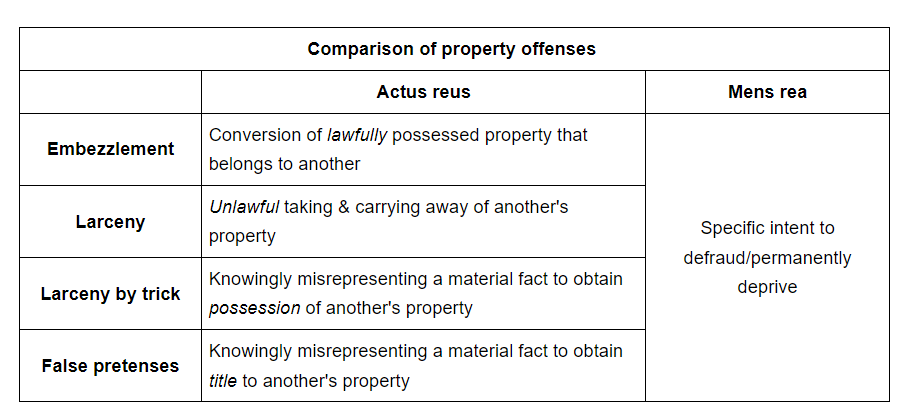 Comparison of property offenses
Actus reus
Mens rea
Embezzlement
Conversion of lawfully possessed property that
belongs to another
Larceny
Unlawful taking & carrying away of another's
property
Larceny by trick
Knowingly misrepresenting a material fact to obtain
possession of another's property
False pretenses
Knowingly misrepresenting a material fact to obtain
title to another's property
Specific intent to
defraud/permanently
deprive